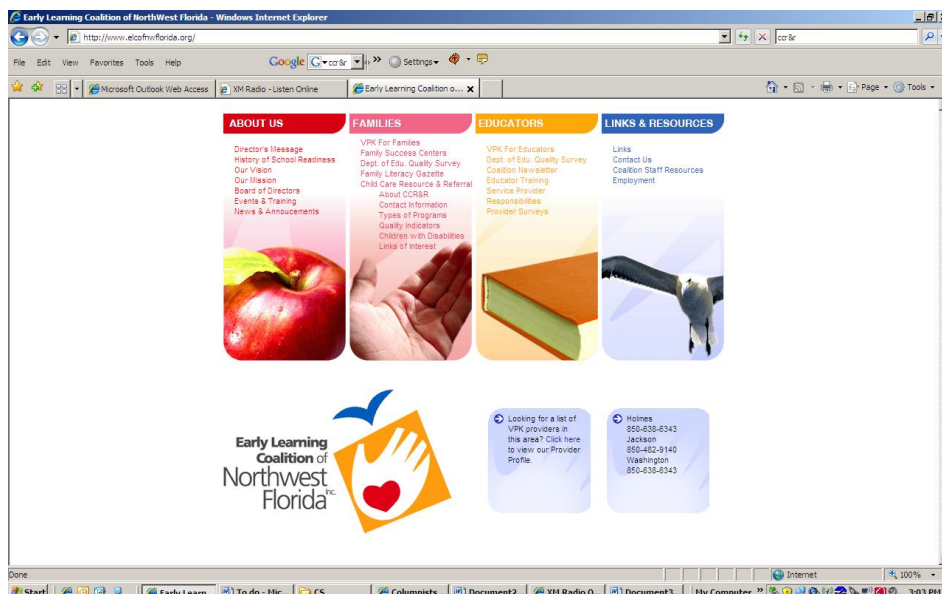 Early Learning Coalition of NorthWest Florida - Windows Internet Explorer
http://www.elcofnwflorida.org/
ccr&r
File Edit View Favorites Tools Help
Google G ccr&r » Settings
Microsoft Outlook Web Access
XM Radio - Listen Online
Early Learning Coalition o...
Page Tools
ABOUT US
Director's Message
History of School Readiness
Our Vision
Our Mission
Board of Directors
Events & Training
News & Annoucements
FAMILIES
VPK For Families
Family Success Centers
Dept. of Edu. Quality Survey
Family Literacy Gazette
Child Care Resource & Referral
About CCR&R
Contact Information
Types of Programs
Quality Indicators
Children with Disabilities
Links of Interest
EDUCATORS
VPK For Educators
Dept. of Edu. Quality Survey
Coalition Newsletter
Educator Training
Service Provider
Responsibilities
Provider Surveys
LINKS & RESOURCES
Links
Contact Us
Coalition Staff Resources
Employment
Early Learning
Coalition of
Northwest
Florida Inc.
Looking for a list of
VPK providers in
this area? Click here
to view our Provider
Profile.
Holmes
850-638-6343
Jackson
850-482-9140
Washington
850-638-6343
Done
Internet
100%
Start
Early Learn...
To do - Mic...
CS
Columnists...
Document2...
XM Radio O...
Document3...
My Computer »
3:03 PM